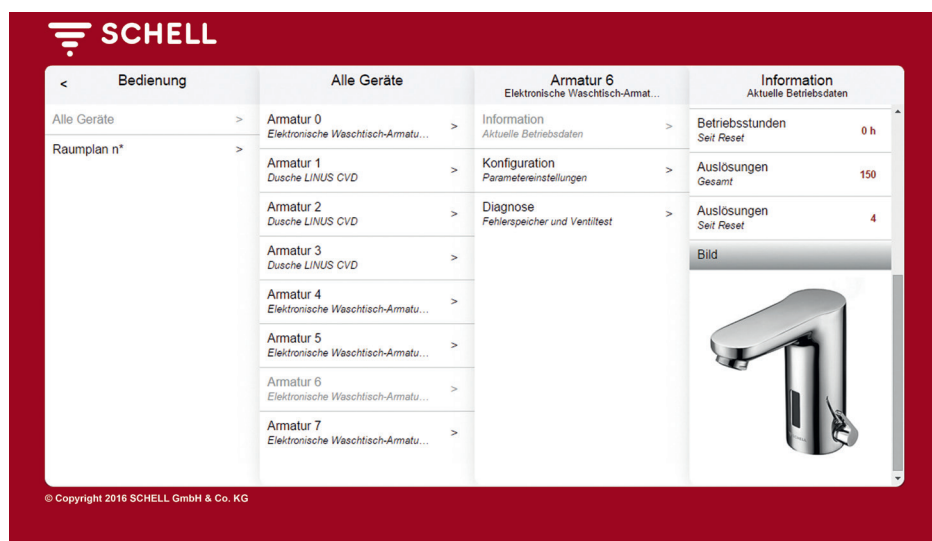 SCHELL
< Bedienung
Alle Geräte >
Raumplan n* >
Alle Geräte
Armatur 0 >
Elektronische Waschtisch-Armatu...
Armatur 1 >
Dusche LINUS CVD
Armatur 2 >
Dusche LINUS CVD
Armatur 3 >
Dusche LINUS CVD
Armatur 4 >
Elektronische Waschtisch-Armatu...
Armatur 5 >
Elektronische Waschtisch-Armatu...
Armatur 6 >
Elektronische Waschtisch-Armatu...
Armatur 7 >
Elektronische Waschtisch-Armatu...
Armatur 6
Elektronische Waschtisch-Armat...
Information >
Aktuelle Betriebsdaten
Konfiguration >
Parametereinstellungen
Diagnose >
Fehlerspeicher und Ventiltest
Information
Aktuelle Betriebsdaten
Betriebsstunden 0 h
Seit Reset
Auslösungen 150
Gesamt
Auslösungen 4
Seit Reset
Bild
SCHELL
© Copyright 2016 SCHELL GmbH & Co. KG